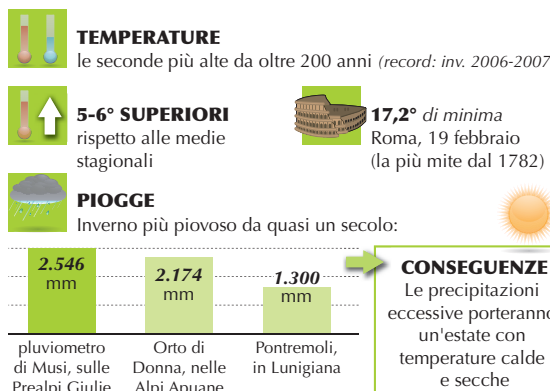 TEMPERATURE
le seconde più alte da oltre 200 anni (record: inv. 2006-2007
5-6° SUPERIORI
rispetto alle medie
stagionali
17,2° di minima
Roma, 19 febbraio
(la più mite dal 1782)
PIOGGE
Inverno più piovoso da quasi un secolo:
2.546
mm
2.174
mm
1.300
mm
pluviometro
di Musi, sulle
Prealpi Giulie
Orto di
Donna, nelle
Alpi Apuane
Pontremoli,
in Lunigiana
CONSEGUENZE
Le precipitazioni
eccessive porteranno
un'estate con
temperature calde
e secche